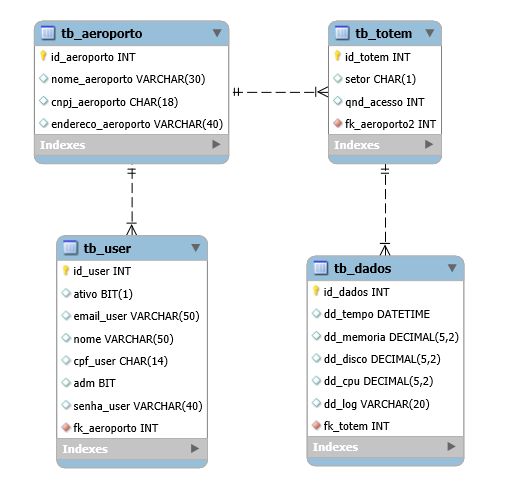 tb_aeroporto
id_aeroporto INT
nome_aeroporto VARCHAR(30)
cnpj_aeroporto CHAR(18)
endereco_aeroporto VARCHAR(40)
Indexes
tb_totem
id_totem INT
setor CHAR(1)
qnd_acesso INT
fk_aeroporto2 INT
Indexes
tb_user
id_user INT
ativo BIT(1)
email_user VARCHAR(50)
nome VARCHAR(50)
cpf_user CHAR(14)
adm BIT
senha_user VARCHAR(40)
fk_aeroporto INT
Indexes
tb_dados
id_dados INT
dd_tempo DATETIME
dd_memoria DECIMAL(5,2)
dd_disco DECIMAL(5,2)
dd_cpu DECIMAL(5,2)
dd_log VARCHAR(20)
fk_totem INT
Indexes